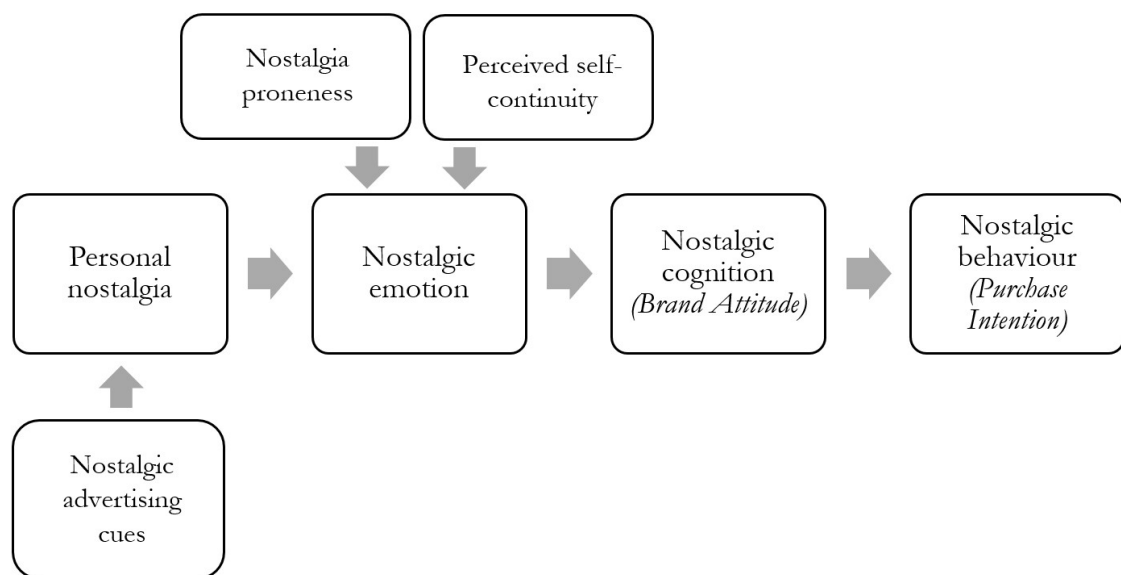 Nostalgia
proneness
Perceived self-
continuity
Personal
nostalgia
Nostalgic
emotion
Nostalgic
cognition
(Brand Attitude)
Nostalgic
behaviour
(Purchase
Intention)
Nostalgic
advertising
cues